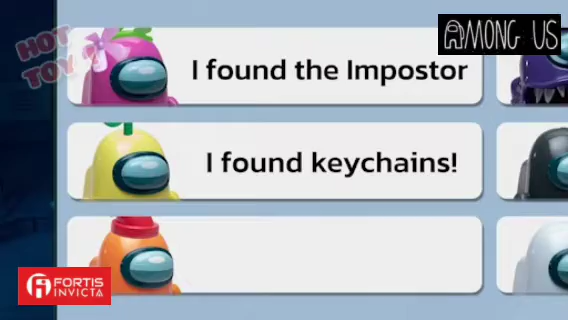 AMONG US
HOT
TOY
I found the Impostor
I found keychains!
FORTIS
INVICTA